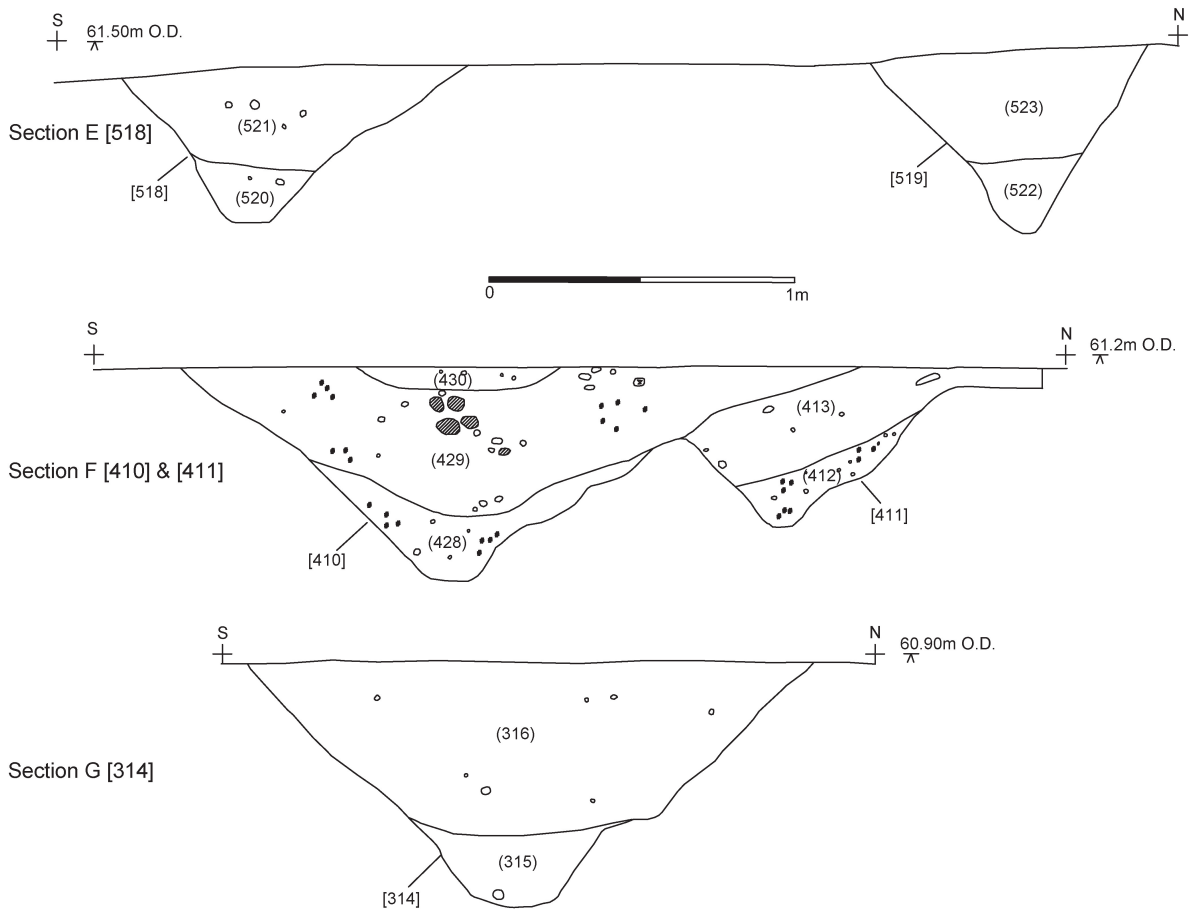 S
61.50m O.D.
N
(521)
(523)
Section E [518]
[518]
(520)
[519]
(522)
0
1m
S
N
61.2m O.D.
(430)
(413)
(429)
Section F [410] & [411]
(412)
[411]
(428)
[410]
S
N
60.90m O.D.
(316)
Section G [314]
(315)
[314]